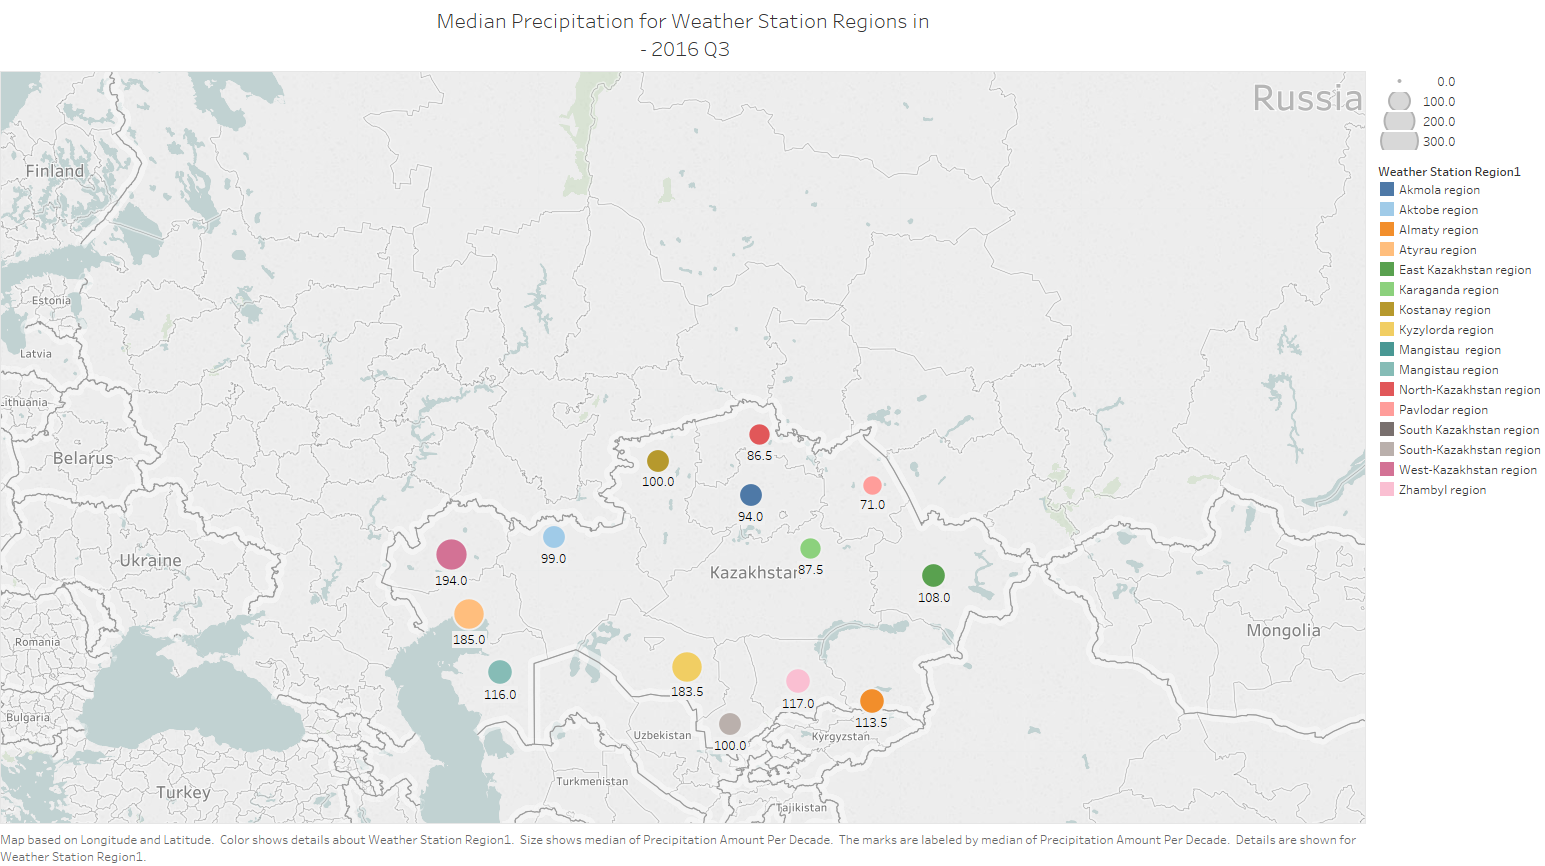 Median Precipitation for Weather Station Regions in
- 2016 Q3
Russia
Finland
Estonia
Latvia
Lithuania
Belarus
Ukraine
Romania
Bulgaria
Turkey
Kazakhstan
Mongolia
Uzbekistan
Kyrgyzstan
Turkmenistan
Tajikistan
86.5
100.0
71.0
94.0
99.0
87.5
194.0
108.0
185.0
116.0
183.5
117.0
113.5
100.0
0.0
100.0
200.0
300.0
Weather Station Region1
Akmola region
Aktobe region
Almaty region
Atyrau region
East Kazakhstan region
Karaganda region
Kostanay region
Kyzylorda region
Mangistau  region
Mangistau region
North-Kazakhstan region
Pavlodar region
South Kazakhstan region
South-Kazakhstan region
West-Kazakhstan region
Zhambyl region
Map based on Longitude and Latitude.  Color shows details about Weather Station Region1.  Size shows median of Precipitation Amount Per Decade.  The marks are labeled by median of Precipitation Amount Per Decade.  Details are shown for
Weather Station Region1.